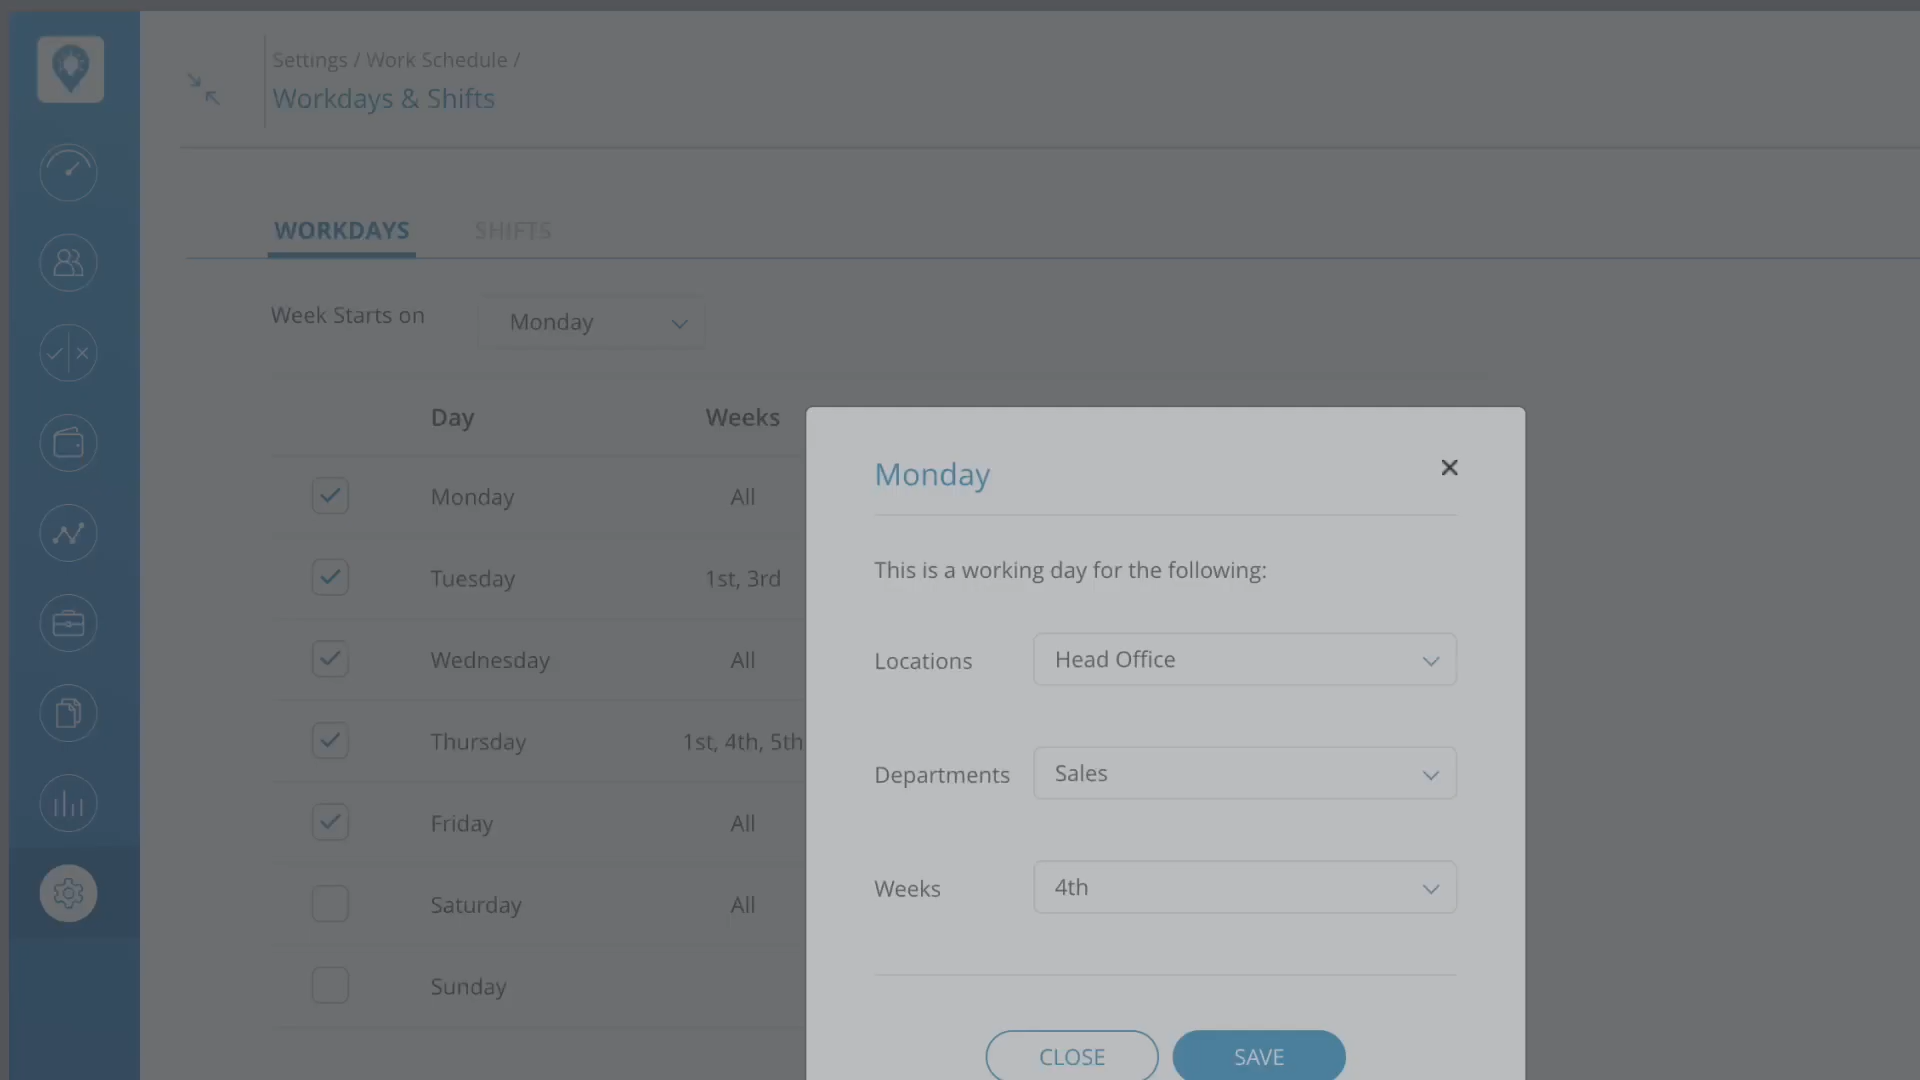 Settings / Work Schedule /
Workdays & Shifts
WORKDAYS SHIFTS
Week Starts on Monday
Day Weeks
Monday All
Tuesday 1st, 3rd
Wednesday All
Thursday 1st, 4th, 5th
Friday All
Saturday All
Sunday
Monday
This is a working day for the following:
Locations Head Office
Departments Sales
Weeks 4th
CLOSE SAVE